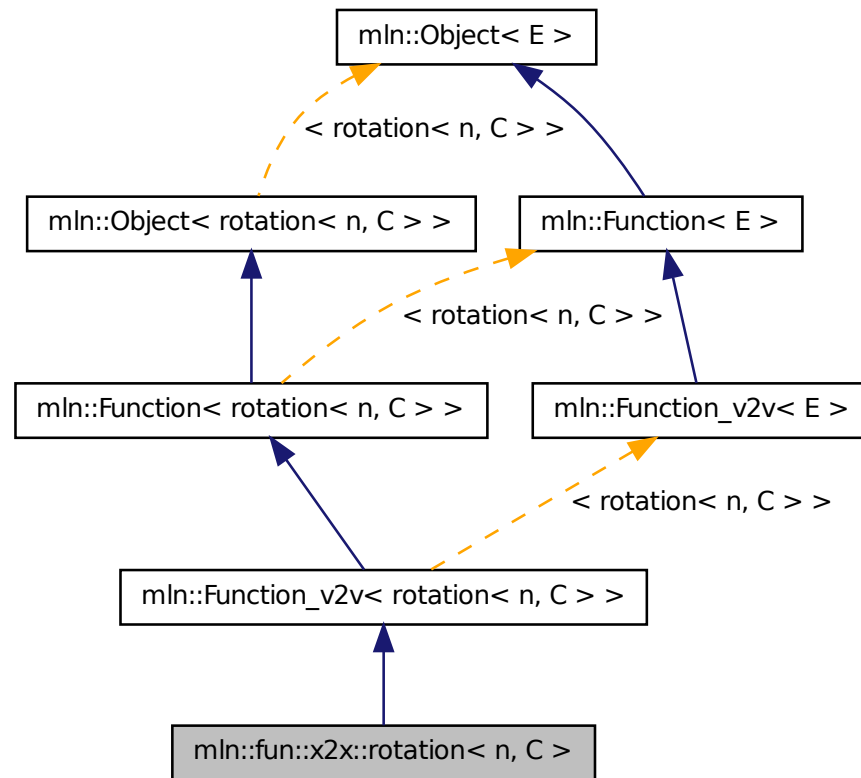 mln::Object< E >
< rotation< n, C > >
mln::Object< rotation< n, C > >
mln::Function< E >
< rotation< n, C > >
mln::Function< rotation< n, C > >
mln::Function_v2v< E >
< rotation< n, C > >
mln::Function_v2v< rotation< n, C > >
mln::fun::x2x::rotation< n, C >